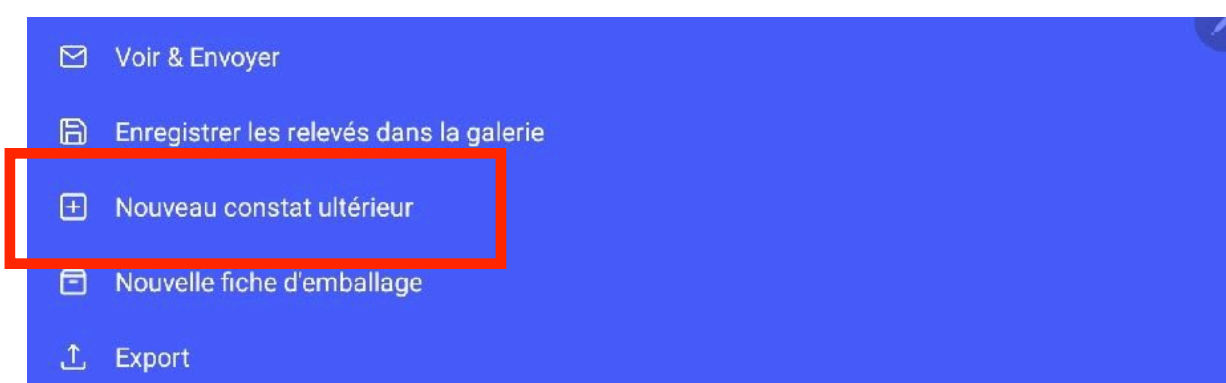 Voir & Envoyer
Enregistrer les relevés dans la galerie
Nouveau constat ultérieur
Nouvelle fiche d'emballage
Export